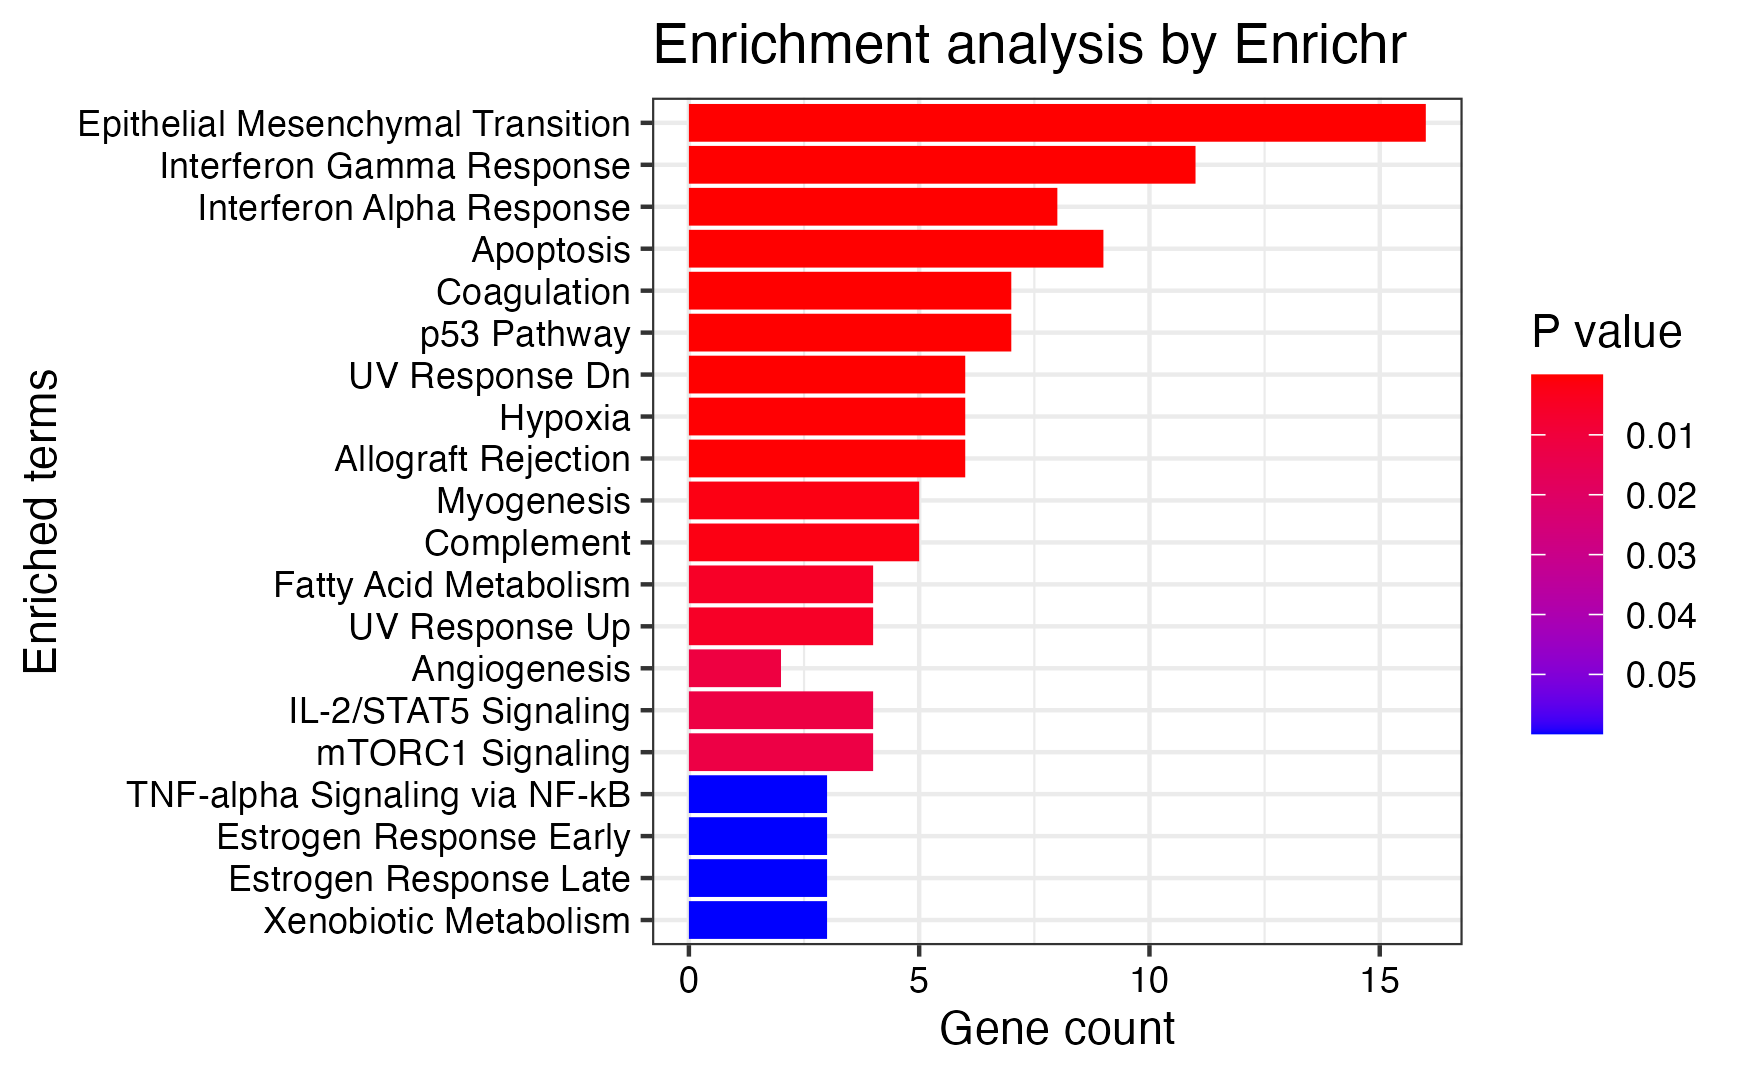 Enrichment analysis by Enrichr
Enriched terms
Epithelial Mesenchymal Transition
Interferon Gamma Response
Interferon Alpha Response
Apoptosis
Coagulation
p53 Pathway
UV Response Dn
Hypoxia
Allograft Rejection
Myogenesis
Complement
Fatty Acid Metabolism
UV Response Up
Angiogenesis
IL-2/STAT5 Signaling
mTORC1 Signaling
TNF-alpha Signaling via NF-kB
Estrogen Response Early
Estrogen Response Late
Xenobiotic Metabolism
0 5 10 15
Gene count
P value
0.01
0.02
0.03
0.04
0.05